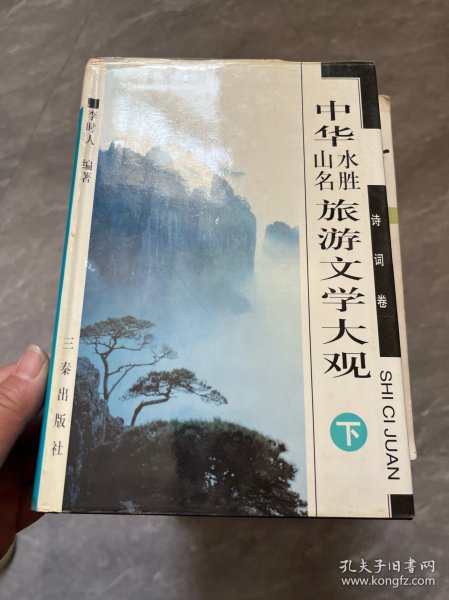 中华
山水
名胜
旅游文学大观
下
诗词卷
SHI CI JUAN
李时人 编著
三秦出版社
孔夫子旧书网
www.kongfz.com